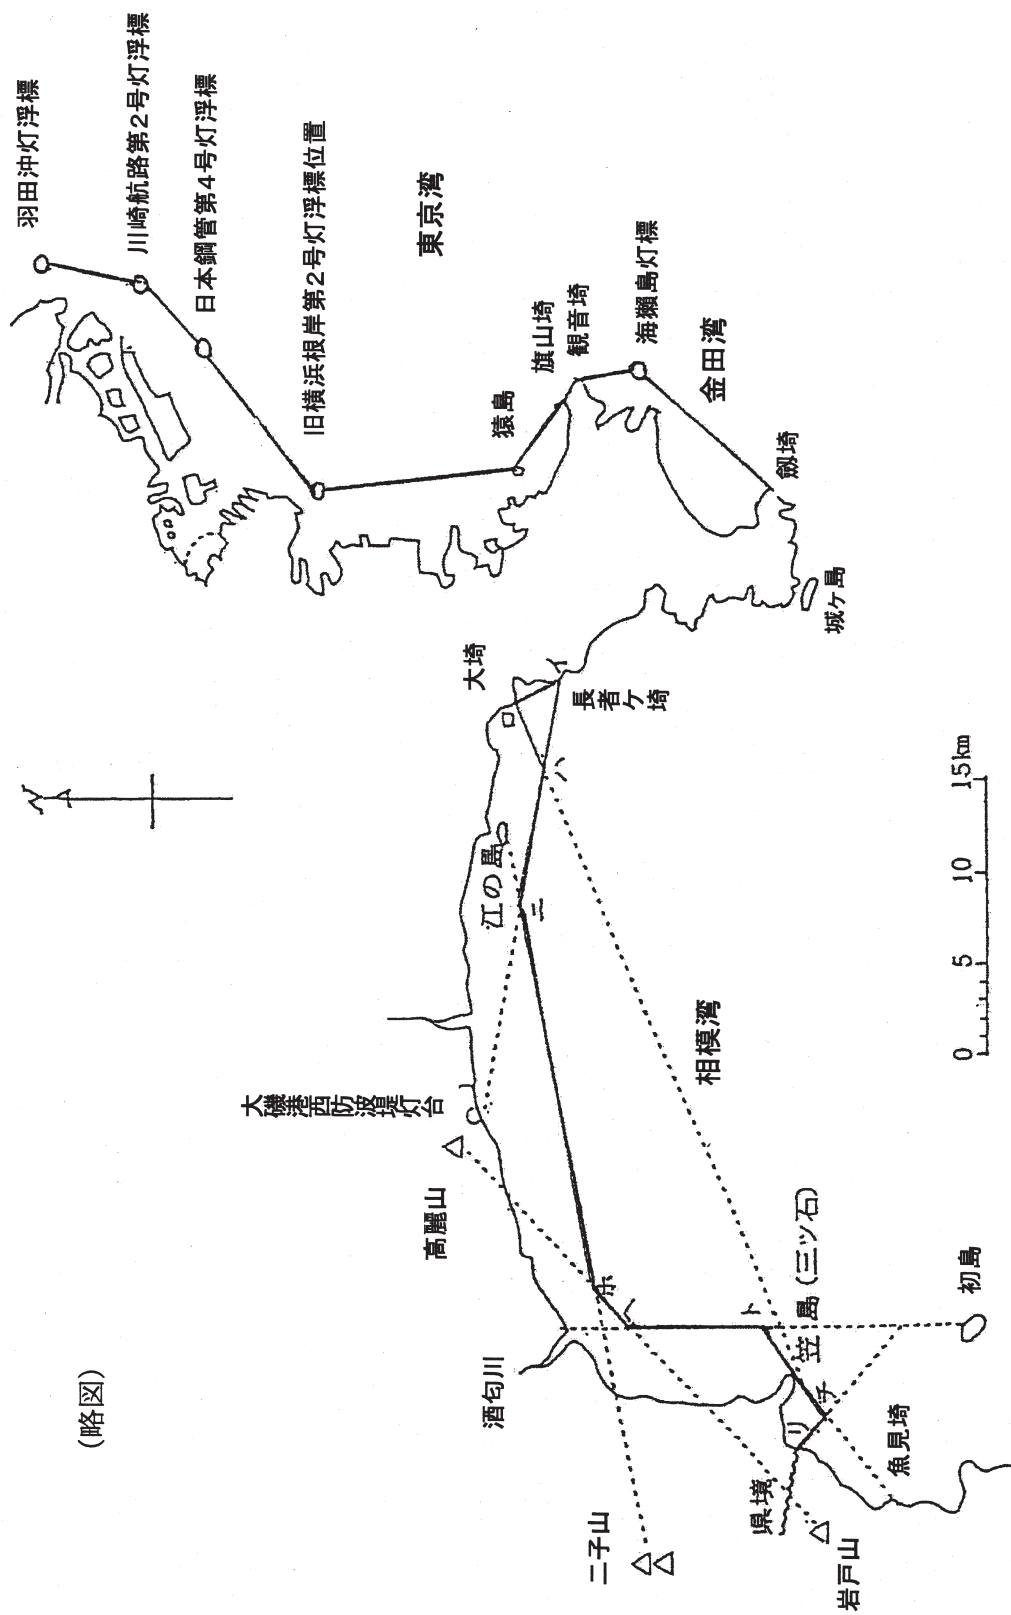 (略図)
羽田沖灯浮標
川崎航路第2号灯浮標
日本鋼管第4号灯浮標
旧横浜根岸第2号灯浮標位置
東京湾
猿島
旗山埼
観音埼
海獺島灯標
金田湾
劔埼
城ヶ島
大埼
長者ケ埼
イ
ロ
ハ
ニ
江の島
大磯港西防波堤灯台
高麗山
酒匂川
二子山
岩戸山
県境
魚見埼
初島
笠島(三ツ石)
相模湾
ホ
ヘ
ト
チ
リ
N
0 5 10 15km